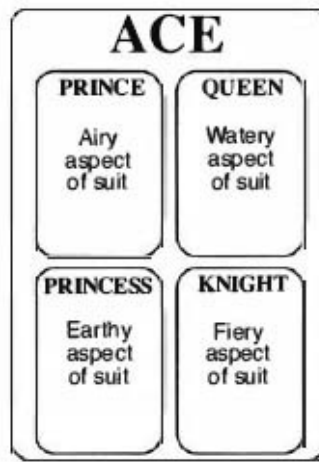 ACE
PRINCE
Airy
aspect
of suit
QUEEN
Watery
aspect
of suit
PRINCESS
Earthy
aspect
of suit
KNIGHT
Fiery
aspect
of suit